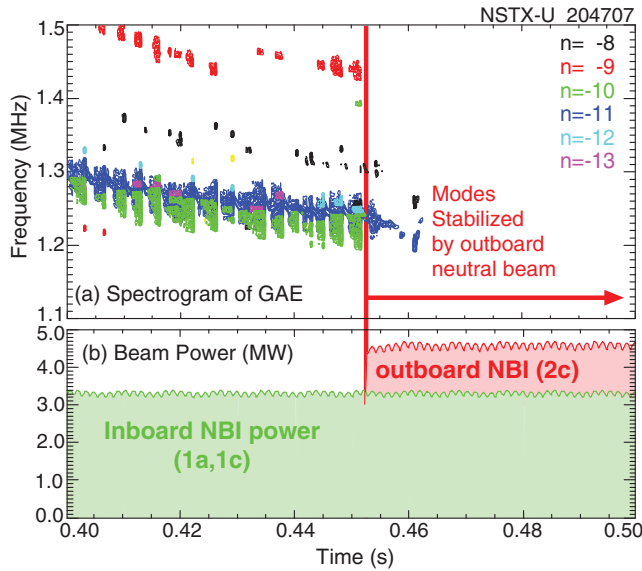 NSTX-U 204707
1.5
1.4
1.3
1.2
1.1
Frequency (MHz)
n= -8
n= -9
n= -10
n= -11
n= -12
n= -13
Modes
Stabilized
by outboard
neutral beam
(a) Spectrogram of GAE
5.0
4.0
3.0
2.0
1.0
0.0
(b) Beam Power (MW)
outboard NBI (2c)
Inboard NBI power
(1a,1c)
0.40 0.42 0.44 0.46 0.48 0.50
Time (s)